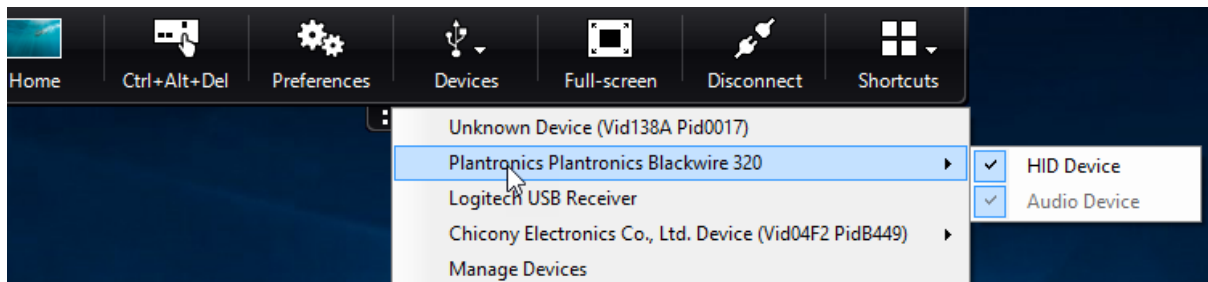 Home
Ctrl+Alt+Del
Preferences
Devices
Full-screen
Disconnect
Shortcuts
Unknown Device (Vid138A Pid0017)
Plantronics Plantronics Blackwire 320
HID Device
Audio Device
Logitech USB Receiver
Chicony Electronics Co., Ltd. Device (Vid04F2 PidB449)
Manage Devices